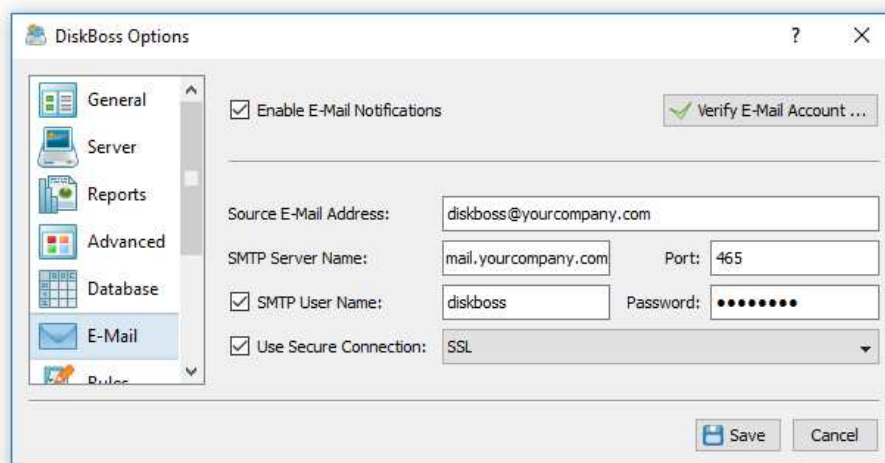 DiskBoss Options ?
General
Server
Reports
Advanced
Database
E-Mail
Rules
Enable E-Mail Notifications Verify E-Mail Account ...
Source E-Mail Address: diskboss@yourcompany.com
SMTP Server Name: mail.yourcompany.com Port: 465
SMTP User Name: diskboss Password: ●●●●●●●●
Use Secure Connection: SSL
Save Cancel